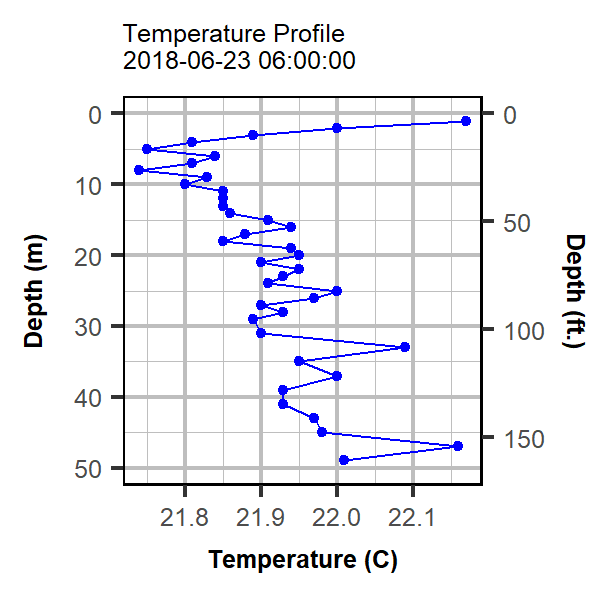 Temperature Profile
2018-06-23 06:00:00
0
10
20
30
40
50
Depth (m)
0
50
100
150
Depth (ft.)
21.8 21.9 22.0 22.1
Temperature (C)